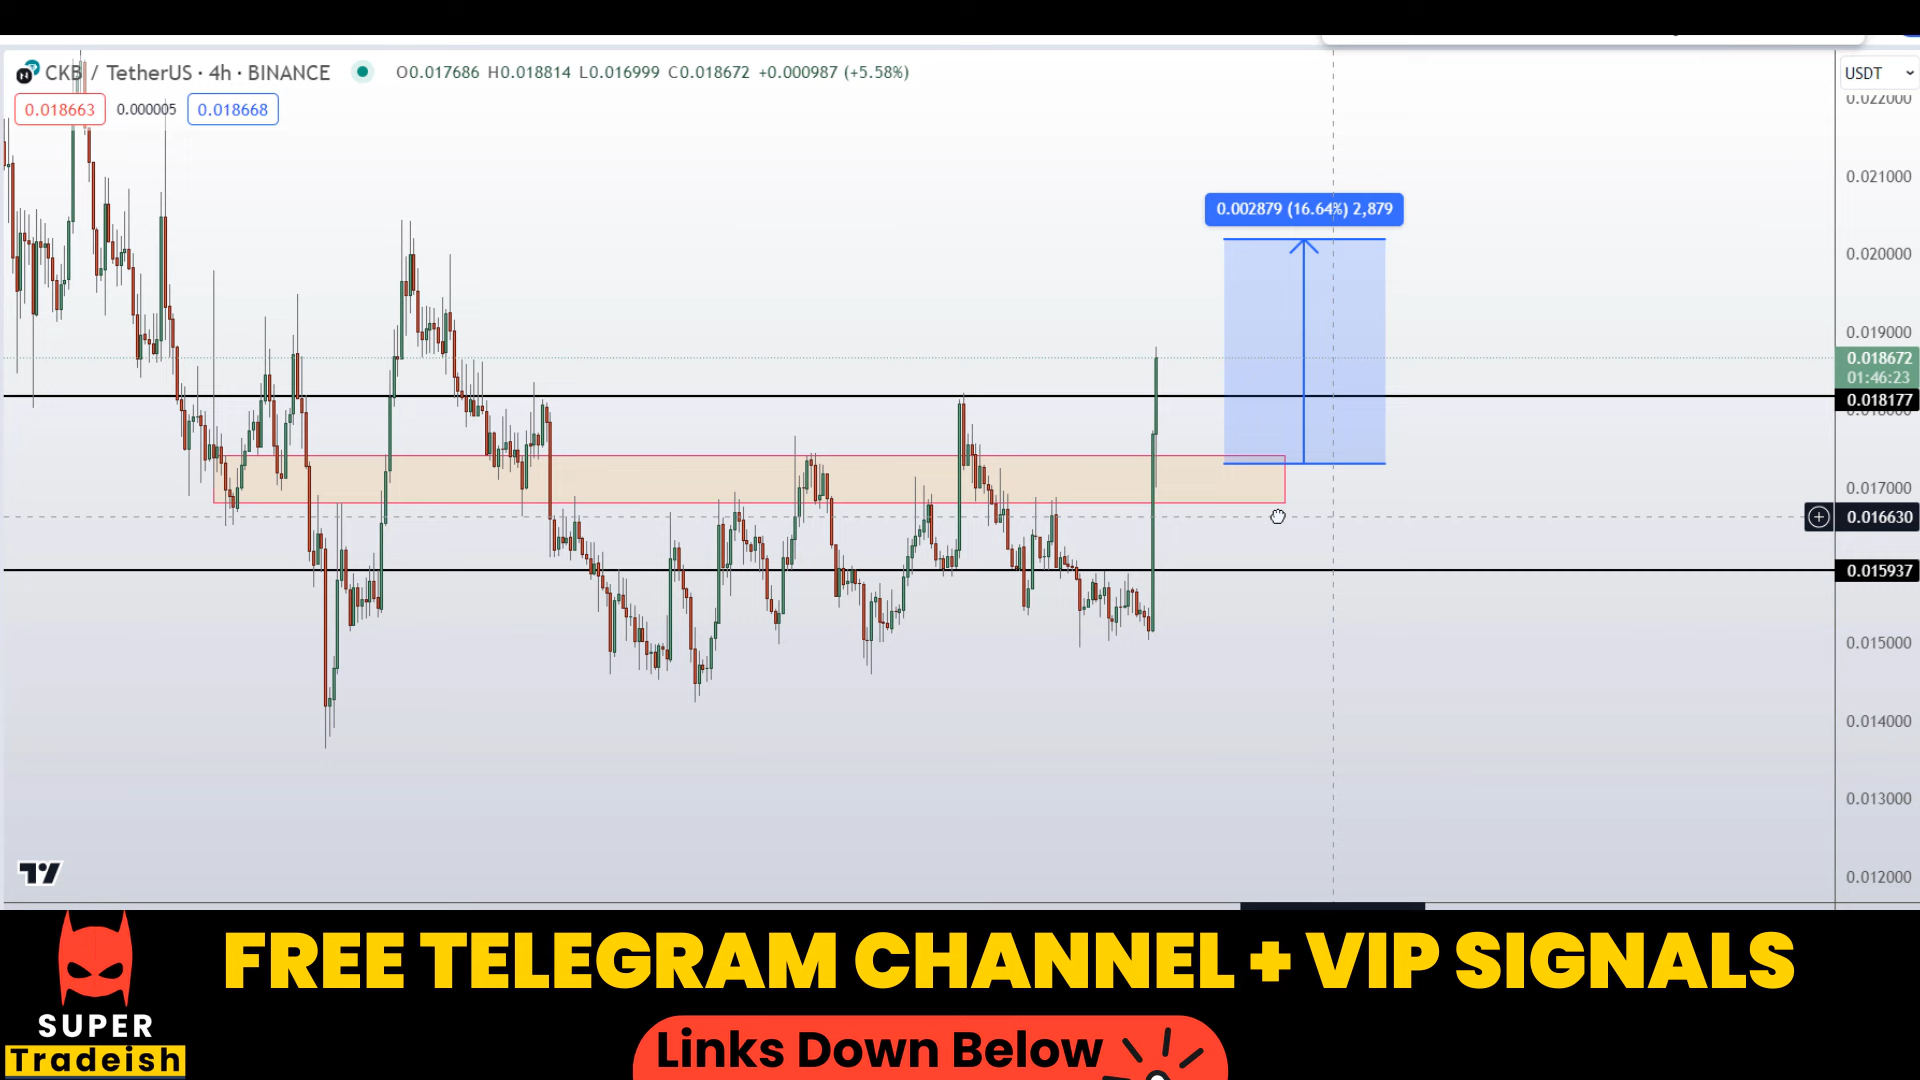 CKB / TetherUS · 4h · BINANCE O0.017686 H0.018814 L0.016999 C0.018672 +0.000987 (+5.58%)
USDT
0.018663 0.000005 0.018668
0.022000
0.021000
0.002879 (16.64%) 2,879
0.020000
0.019000
0.018672
01:46:23
0.018177
0.018000
0.017000
0.016630
0.015937
0.015000
0.014000
0.013000
0.012000
FREE TELEGRAM CHANNEL + VIP SIGNALS
SUPER
Tradeish
Links Down Below